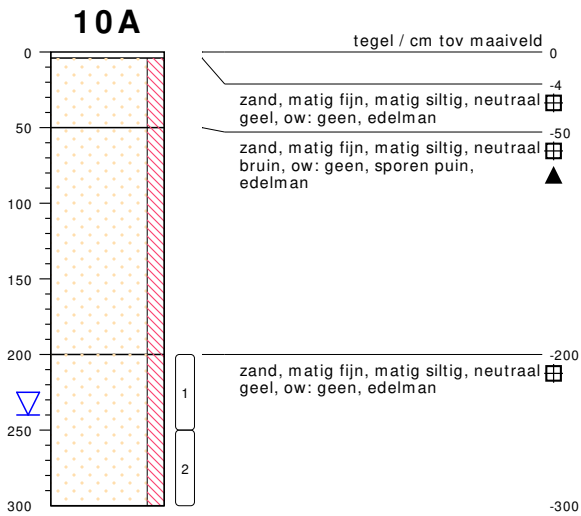 10A
tegel / cm tov maaiveld
0
0
-4
zand, matig fijn, matig siltig, neutraal
geel, ow: geen, edelman
50
-50
zand, matig fijn, matig siltig, neutraal
bruin, ow: geen, sporen puin,
edelman
100
150
200
-200
zand, matig fijn, matig siltig, neutraal
geel, ow: geen, edelman
1
250
2
300
-300